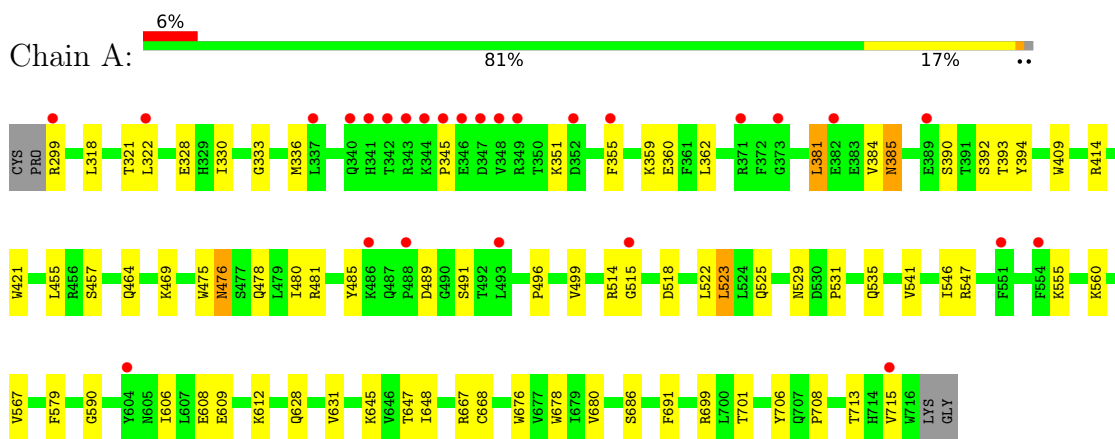 6%
Chain A:
81% 17% ••
CYS PRO R299 L318 T321 L322 E328 H329 I330 G333 M336 L337 Q340 H341 T342 R343 K344 P345 E346 D347 V348 R349 T350 K351 D352 F355 K359 E360 F361 L362 R371 F372 G373 L381 E382 E383 V384 N385 E389 S390 T391 S392 T393 Y394 W409 R414
W421 L455 R456 S457 Q464 K469 W475 N476 S477 Q478 L479 I480 R481 Y485 K486 Q487 P488 D489 G490 S491 T492 L493 P496 V499 R514 G515 D518 L522 L523 L524 Q525 N529 D530 P531 Q535 V541 I546 R547 F551 F554 K555 K560
V567 F579 G590 Y604 N605 I606 L607 E608 E609 K612 Q628 V631 K645 V646 T647 I648 R667 C668 W676 V677 W678 I679 V680 S686 F691 R699 L700 T701 Y706 Q707 P708 T713 H714 V715 W716 LYS GLY